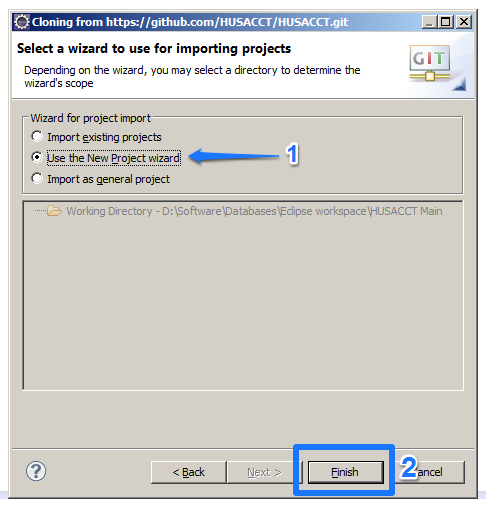 Cloning from https://github.com/HUSACCT/HUSACCT.git
Select a wizard to use for importing projects
Depending on the wizard, you may select a directory to determine the
wizard's scope
GIT
Wizard for project import
Import existing projects
Use the New Project wizard
1
Import as general project
Working Directory - D:\Software\Databases\Eclipse workspace\HUSACCT Main
?
< Back
Next >
Finish
2
ancel